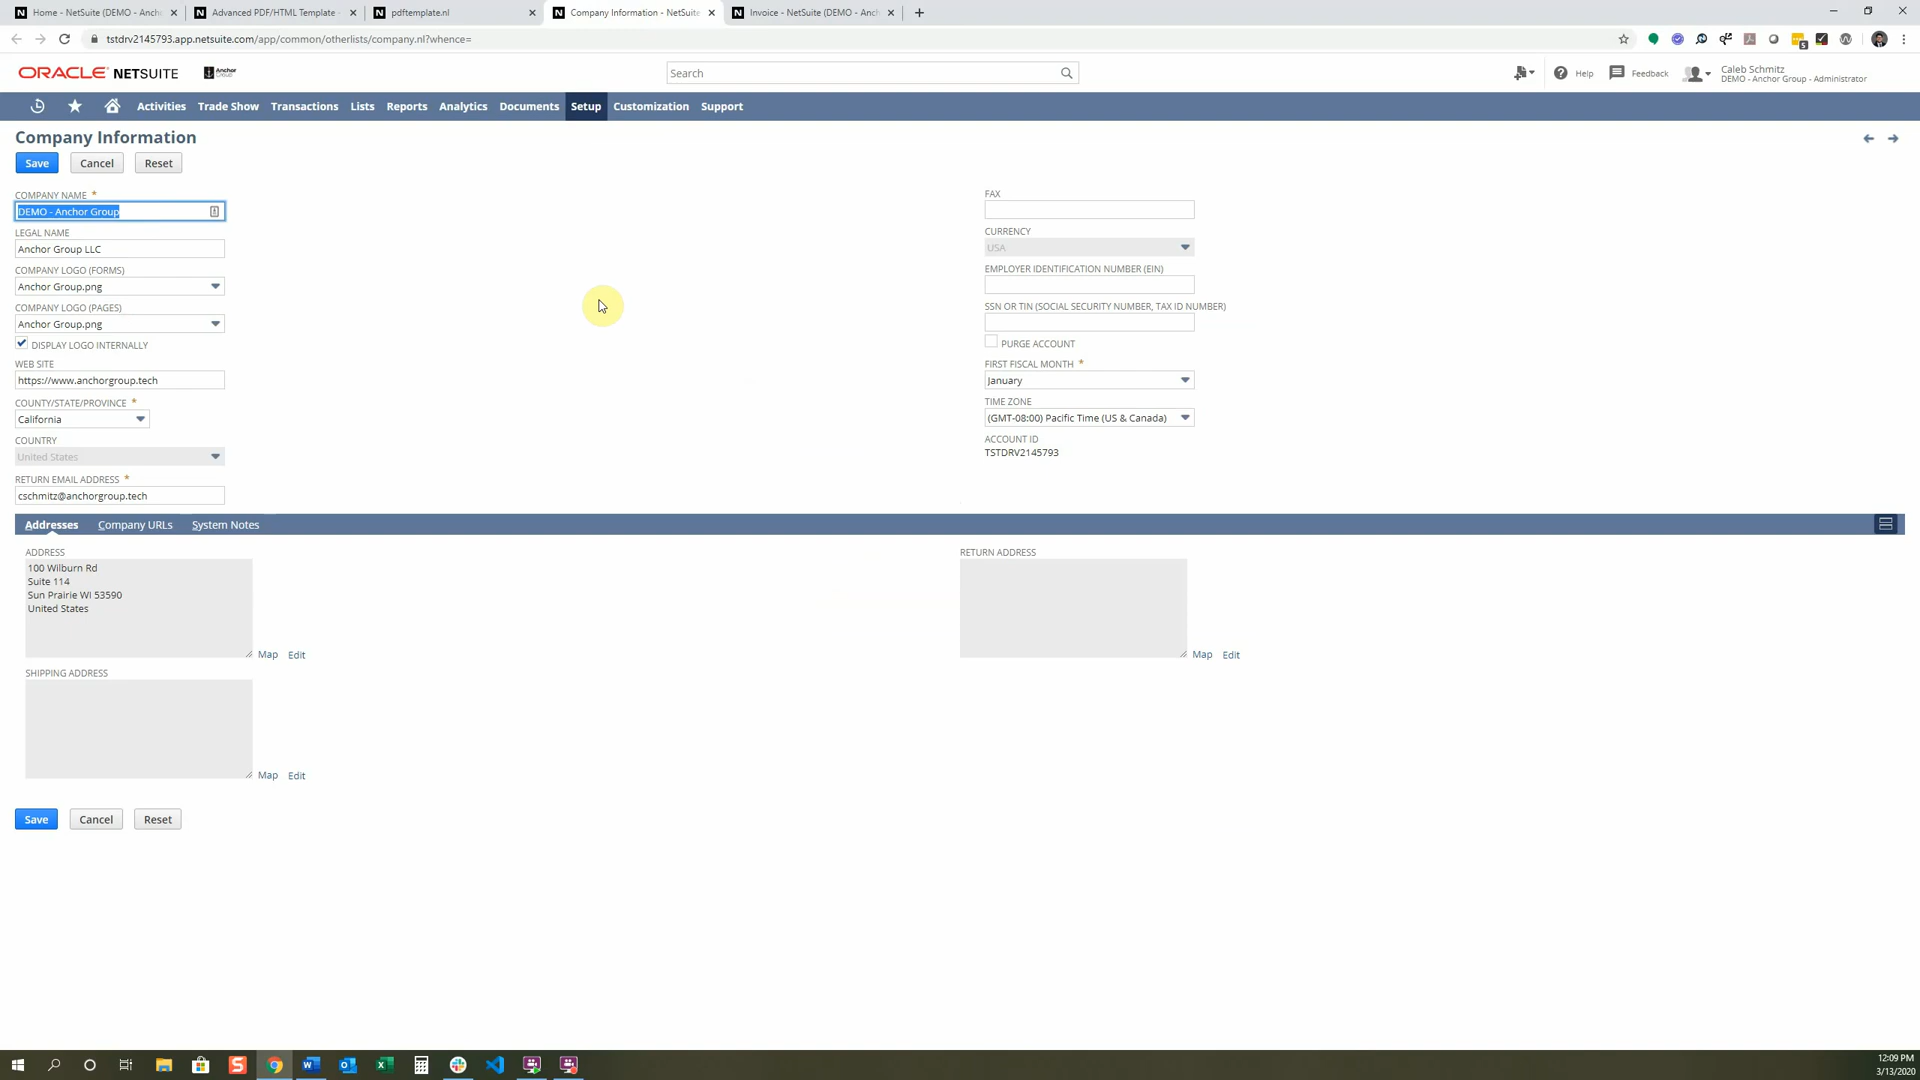 Home - NetSuite (DEMO - Anch
Advanced PDF/HTML Template -
pdftemplate.nl
Company Information - NetSuite
Invoice - NetSuite (DEMO - Anch
tstdrv2145793.app.netsuite.com/app/common/otherlists/company.nl?whence=
ORACLE NETSUITE
Anchor Group
Search
Help
Feedback
Caleb Schmitz
DEMO - Anchor Group - Administrator
Activities Trade Show Transactions Lists Reports Analytics Documents Setup Customization Support
Company Information
Save Cancel Reset
COMPANY NAME *
DEMO - Anchor Group
LEGAL NAME
Anchor Group LLC
COMPANY LOGO (FORMS)
Anchor Group.png
COMPANY LOGO (PAGES)
Anchor Group.png
DISPLAY LOGO INTERNALLY
WEB SITE
https://www.anchorgroup.tech
COUNTY/STATE/PROVINCE *
California
COUNTRY
United States
RETURN EMAIL ADDRESS *
cschmitz@anchorgroup.tech
FAX
CURRENCY
USA
EMPLOYER IDENTIFICATION NUMBER (EIN)
SSN OR TIN (SOCIAL SECURITY NUMBER, TAX ID NUMBER)
PURGE ACCOUNT
FIRST FISCAL MONTH *
January
TIME ZONE
(GMT-08:00) Pacific Time (US & Canada)
ACCOUNT ID
TSTDRV2145793
Addresses Company URLs System Notes
ADDRESS
100 Wilburn Rd
Suite 114
Sun Prairie WI 53590
United States
Map Edit
RETURN ADDRESS
Map Edit
SHIPPING ADDRESS
Map Edit
Save Cancel Reset
12:09 PM
3/13/2020